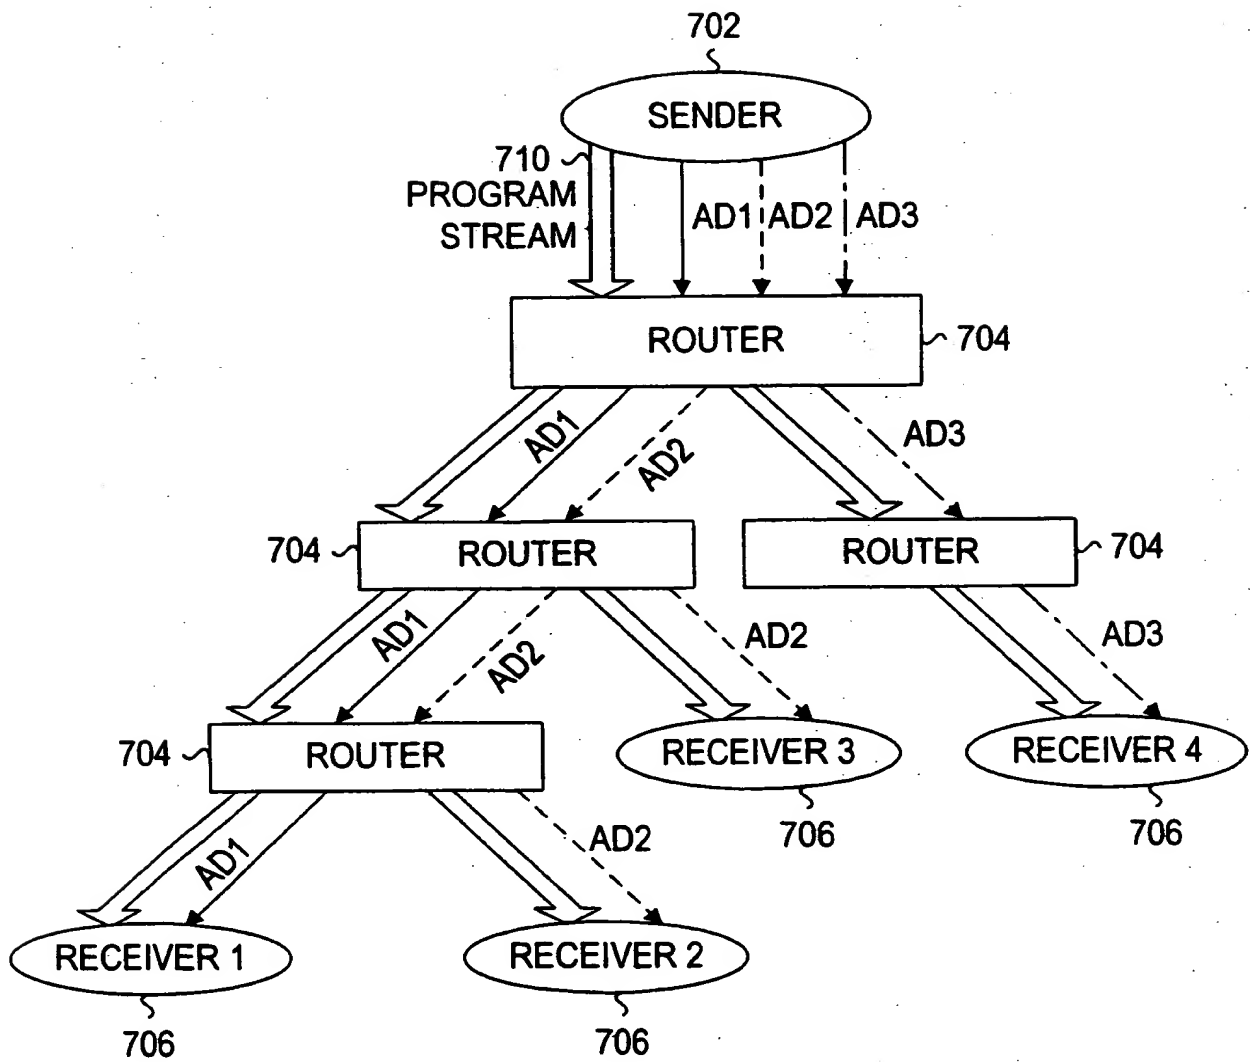 702
SENDER
710
PROGRAM
STREAM
AD1
AD2
AD3
ROUTER
704
AD1
AD2
AD3
704
ROUTER
ROUTER
704
AD1
AD2
AD2
AD3
704
ROUTER
RECEIVER 3
RECEIVER 4
706
706
AD1
AD2
RECEIVER 1
RECEIVER 2
706
706